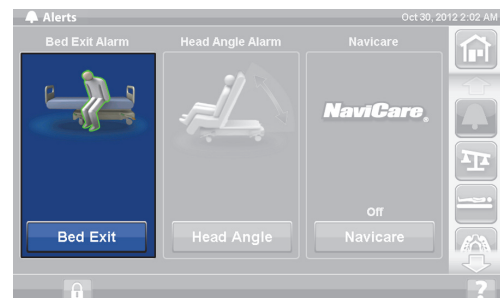 Alerts
Oct 30, 2012 2:02 AM
Bed Exit Alarm
Head Angle Alarm
Navicare
NaviCare®
Off
Bed Exit
Head Angle
Navicare
?